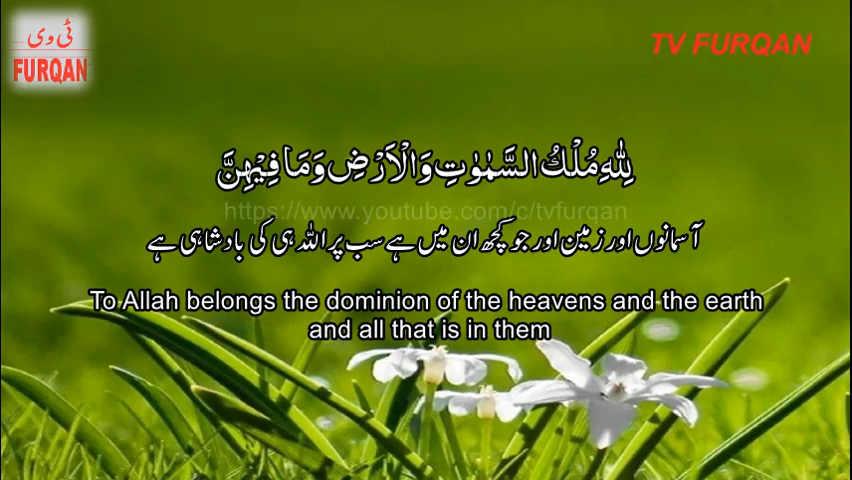 ٹی وی
FURQAN
TV FURQAN
لِلّٰهِ مُلْكُ السَّمٰوٰتِ وَالْاَرْضِ وَمَا فِيْهِنَّ
https://www.youtube.com/c/tvfurqan
آسمانوں اور زمین اور جو کچھ ان میں ہے سب پر اللہ ہی کی بادشاہی ہے
To Allah belongs the dominion of the heavens and the earth
and all that is in them